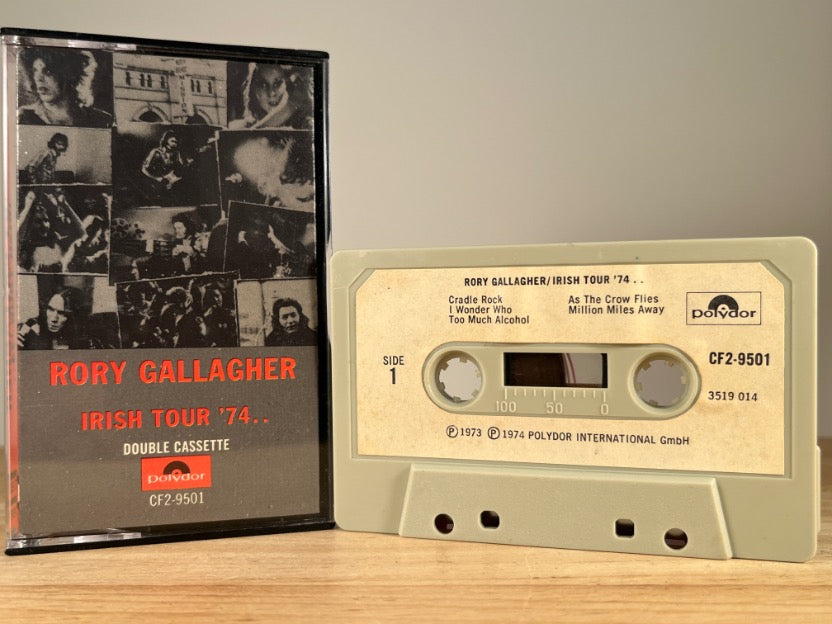 RORY GALLAGHER
IRISH TOUR '74..
DOUBLE CASSETTE
polydor
CF2-9501
RORY GALLAGHER/IRISH TOUR '74 . .
Cradle Rock
I Wonder Who
Too Much Alcohol
As The Crow Flies
Million Miles Away
polydor
SIDE
1
CF2-9501
3519 014
100 50 0
Ⓟ 1973 Ⓟ 1974 POLYDOR INTERNATIONAL GmbH